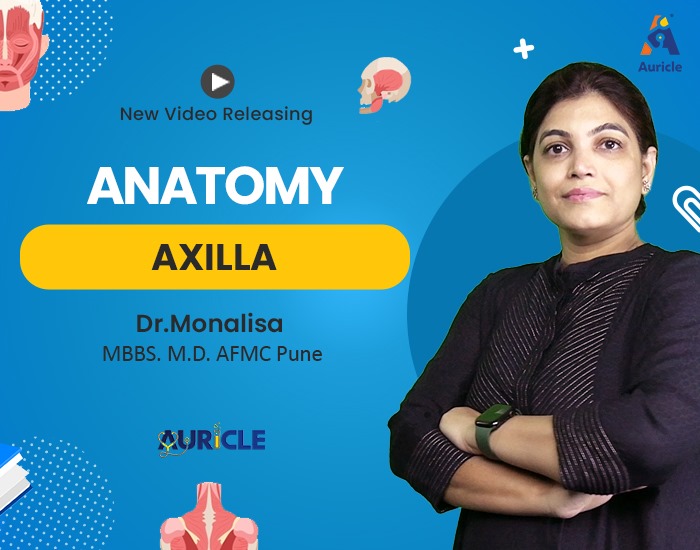 Auricle
New Video Releasing
ANATOMY
AXILLA
Dr.Monalisa
MBBS. M.D. AFMC Pune
AURiCLE